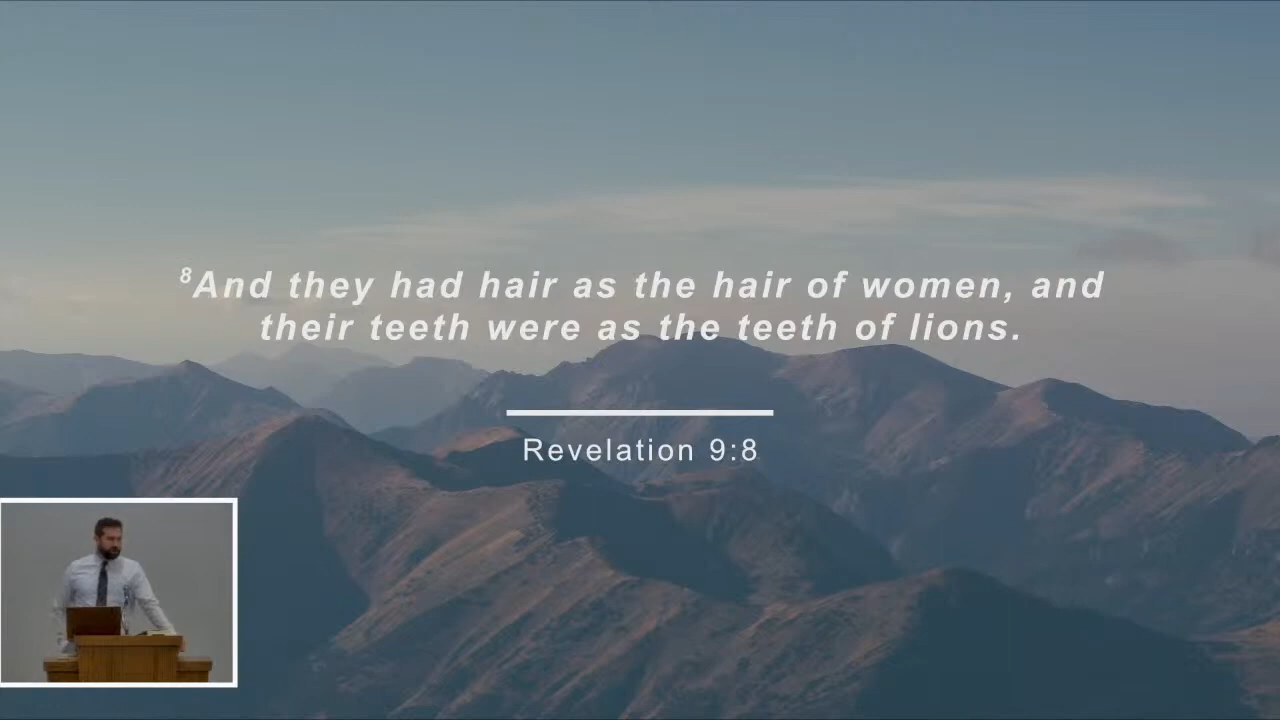 ⁸And they had hair as the hair of women, and
their teeth were as the teeth of lions.
Revelation 9:8